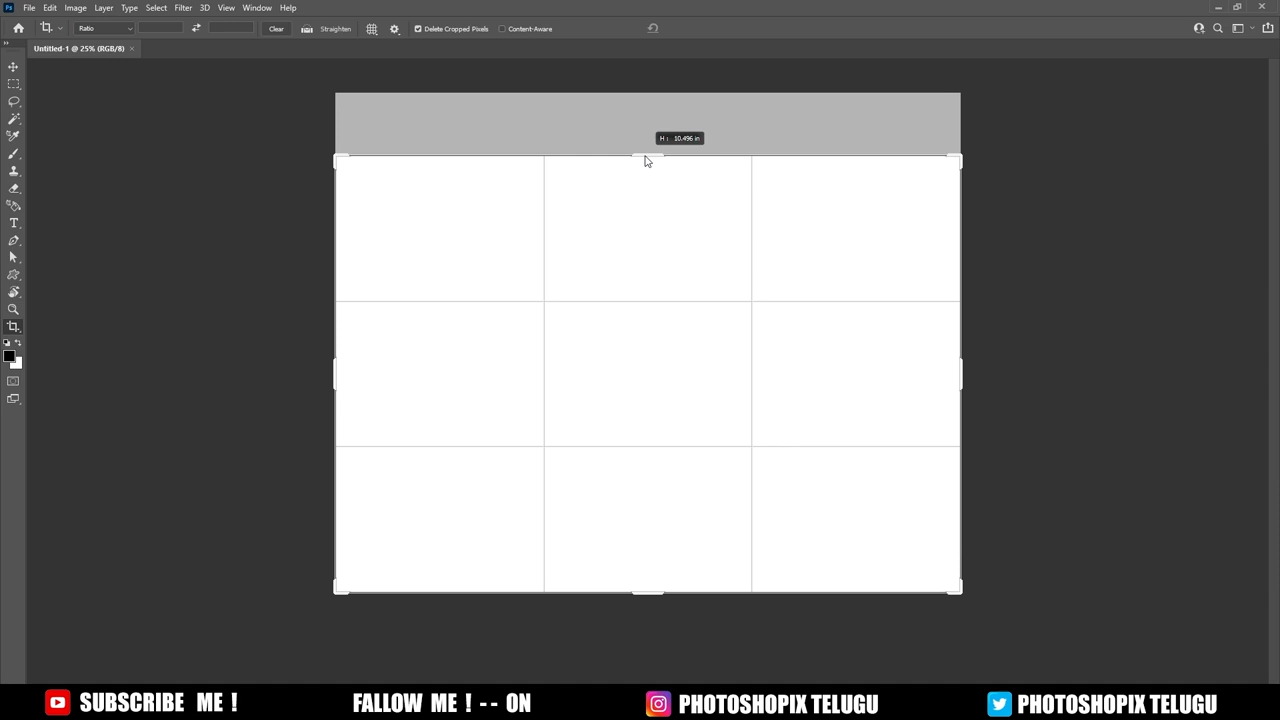 Ps File Edit Image Layer Type Select Filter 3D View Window Help
Ratio Clear Straighten Delete Cropped Pixels Content-Aware
Untitled-1 @ 25% (RGB/8) ×
H : 10.496 in
T
SUBSCRIBE ME ! FALLOW ME ! -- ON PHOTOSHOPIX TELUGU PHOTOSHOPIX TELUGU